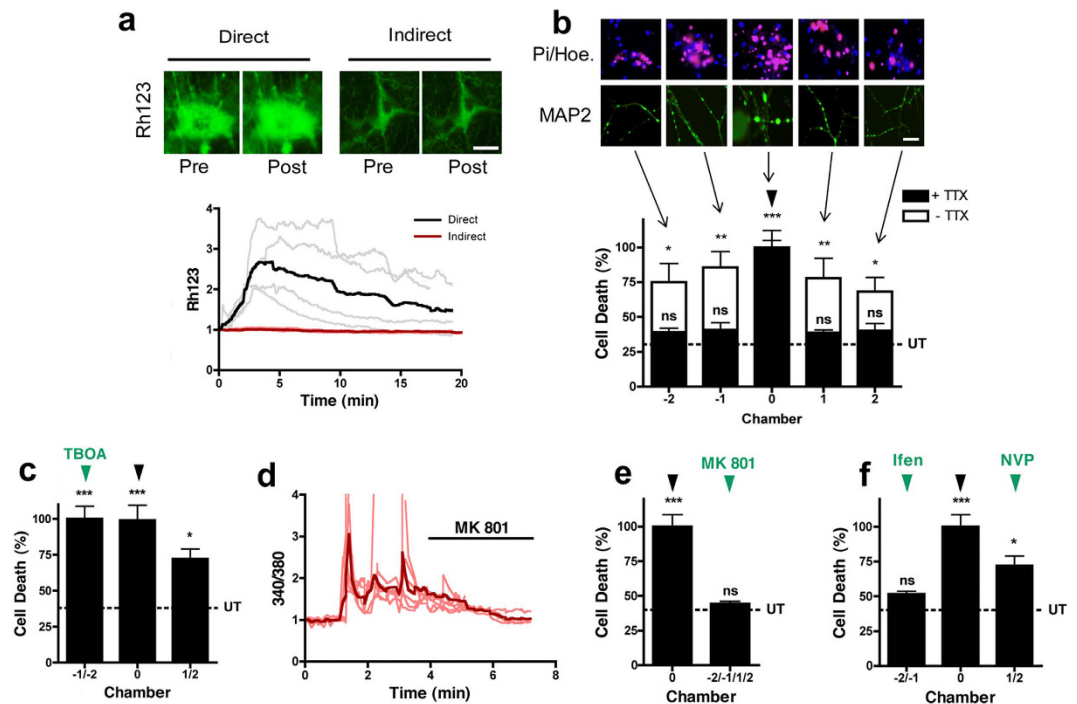 a
Direct
Indirect
Rh123
Pre
Post
Pre
Post
4
3
2
1
0
Rh123
Direct
Indirect
0
5
10
15
20
Time (min)
b
Pi/Hoe.
MAP2
+ TTX
- TTX
Cell Death (%)
100
75
50
25
0
*
**
***
**
*
ns
ns
ns
ns
UT
-2
-1
0
1
2
Chamber
c
TBOA
***
***
*
Cell Death (%)
100
75
50
25
0
UT
-1/-2
0
1/2
Chamber
d
340/380
4
3
2
1
0
MK 801
0
2
4
6
8
Time (min)
e
MK 801
***
ns
Cell Death (%)
100
75
50
25
0
UT
0
-2/-1/1/2
Chamber
f
Ifen
NVP
ns
***
*
Cell Death (%)
100
75
50
25
0
UT
-2/-1
0
1/2
Chamber